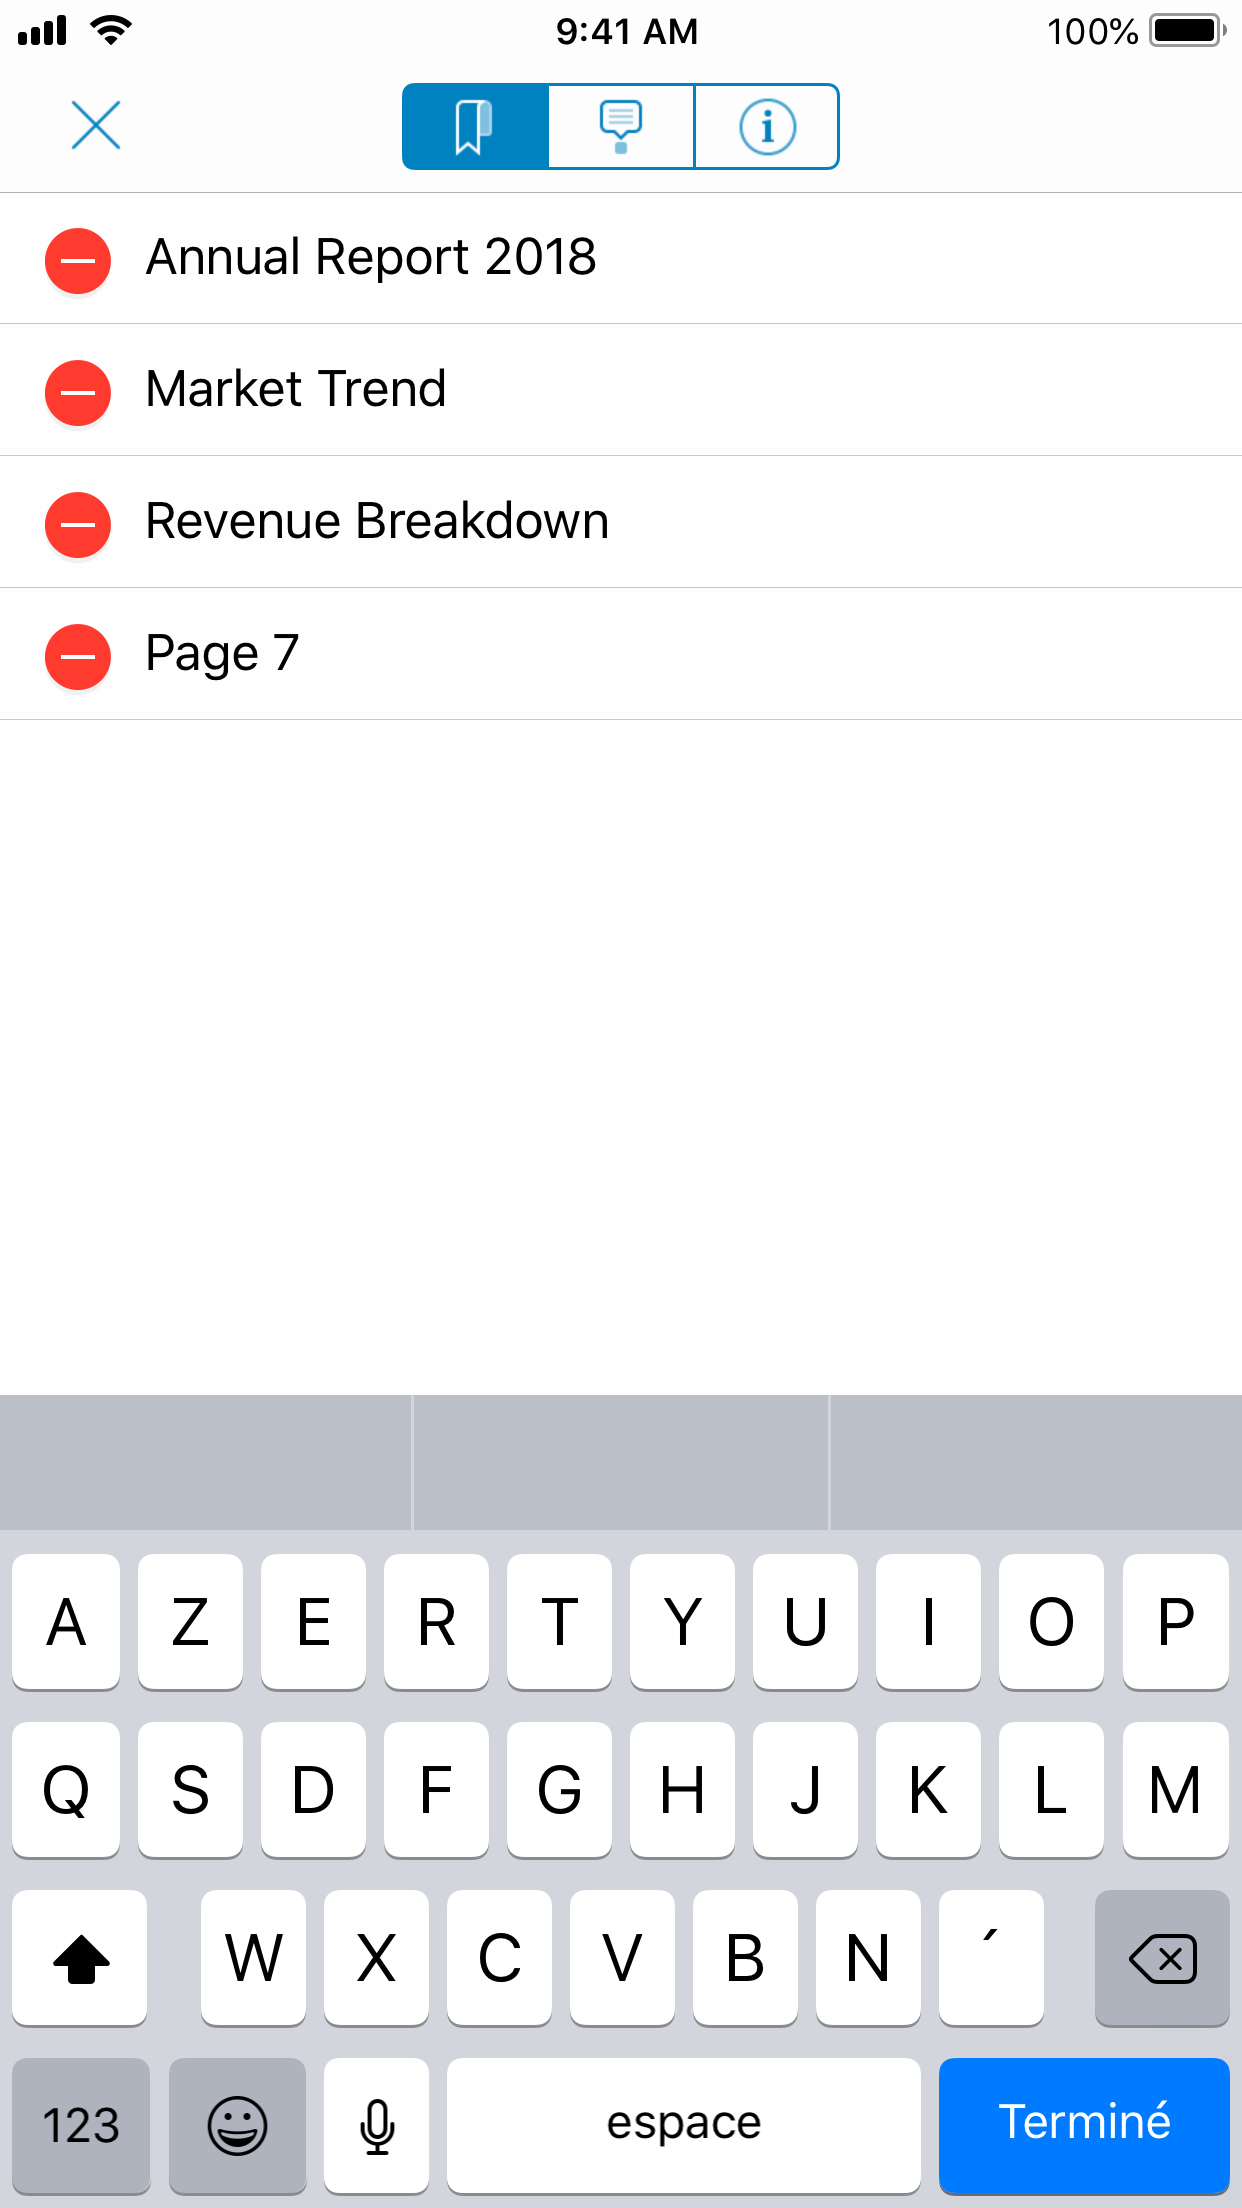 9:41 AM 100%
Annual Report 2018
Market Trend
Revenue Breakdown
Page 7
A Z E R T Y U I O P
Q S D F G H J K L M
W X C V B N ´
123 espace Terminé